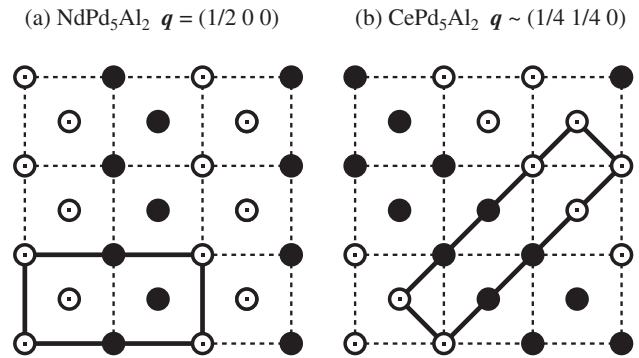 (a) NdPd₅Al₂ q = (1/2 0 0)
(b) CePd₅Al₂ q ~ (1/4 1/4 0)